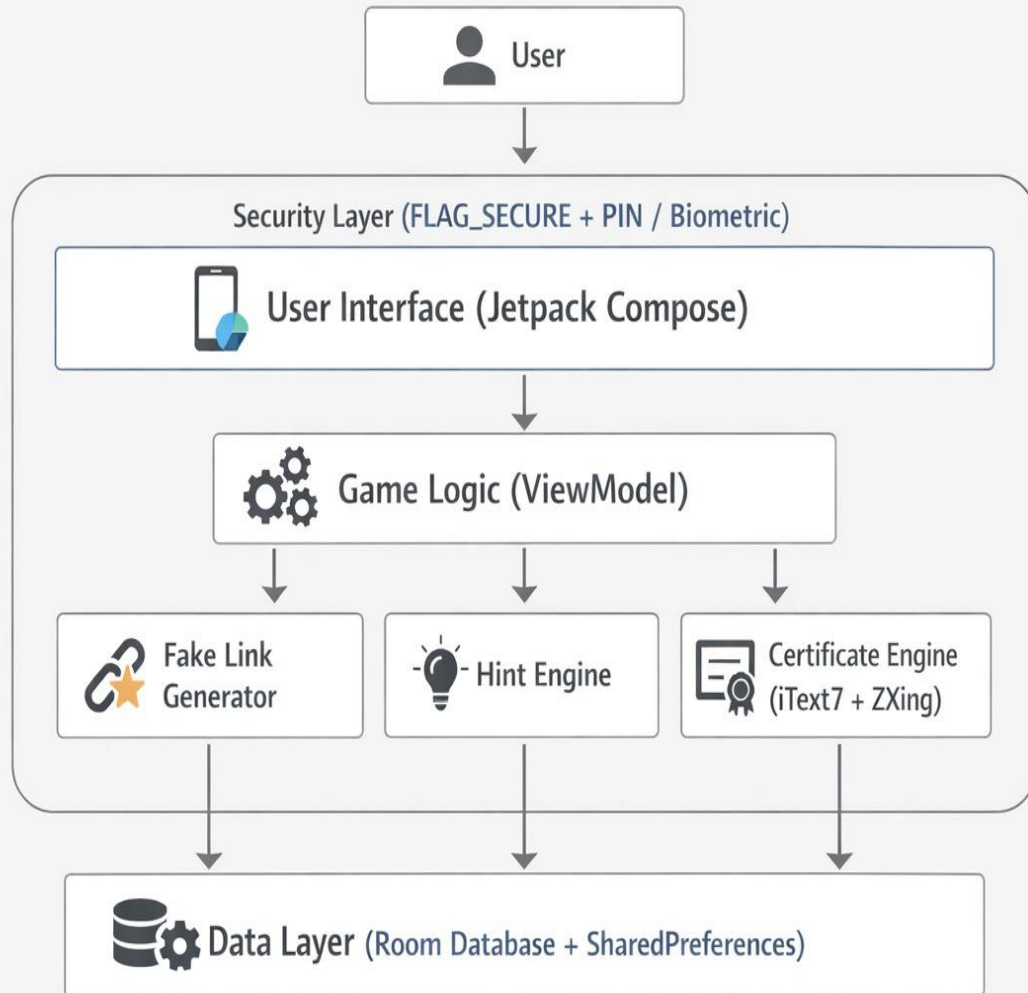 User
Security Layer (FLAG_SECURE + PIN / Biometric)
User Interface (Jetpack Compose)
Game Logic (ViewModel)
Fake Link
Generator
Hint Engine
Certificate Engine
(iText7 + ZXing)
Data Layer (Room Database + SharedPreferences)